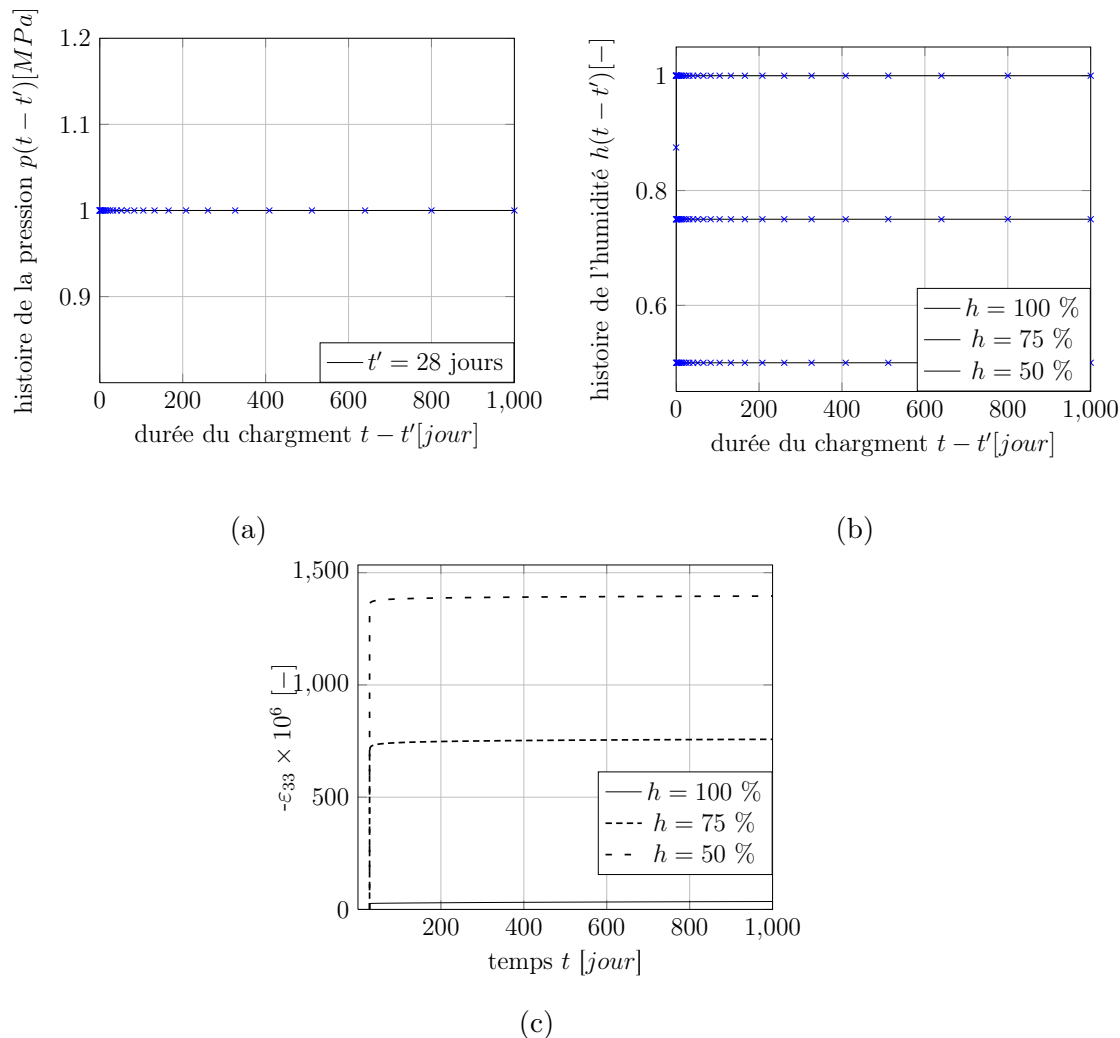 histoire de la pression p(t − t′)[MPa]
1.2
1.1
1
0.9
0 200 400 600 800 1,000
durée du chargment t − t′[jour]
t′ = 28 jours
(a)
histoire de l'humidité h(t − t′)[−]
1
0.8
0.6
0 200 400 600 800 1,000
durée du chargment t − t′[jour]
h = 100 %
h = 75 %
h = 50 %
(b)
-ε₃₃ × 10⁶ [−]
1,500
1,000
500
0
200 400 600 800 1,000
temps t [jour]
h = 100 %
h = 75 %
h = 50 %
(c)